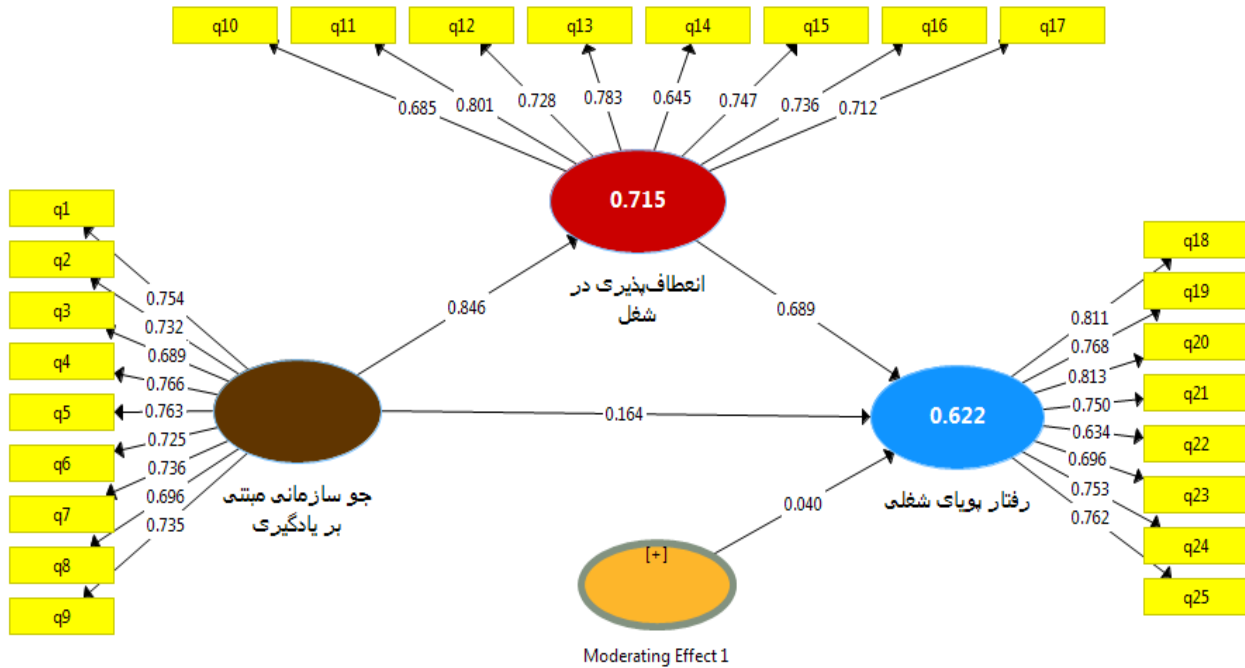 q10
q11
q12
q13
q14
q15
q16
q17
0.685
0.801
0.728
0.783
0.645
0.747
0.736
0.712
0.715
انعطاف‌پذیری در
شغل
q1
q2
q3
q4
q5
q6
q7
q8
q9
0.754
0.732
0.689
0.766
0.763
0.725
0.736
0.696
0.735
جو سازمانی مبتنی
بر یادگیری
0.846
0.689
0.164
0.040
0.622
رفتار پویای شغلی
0.811
0.768
0.813
0.750
0.634
0.696
0.753
0.762
q18
q19
q20
q21
q22
q23
q24
q25
[+]
Moderating Effect 1